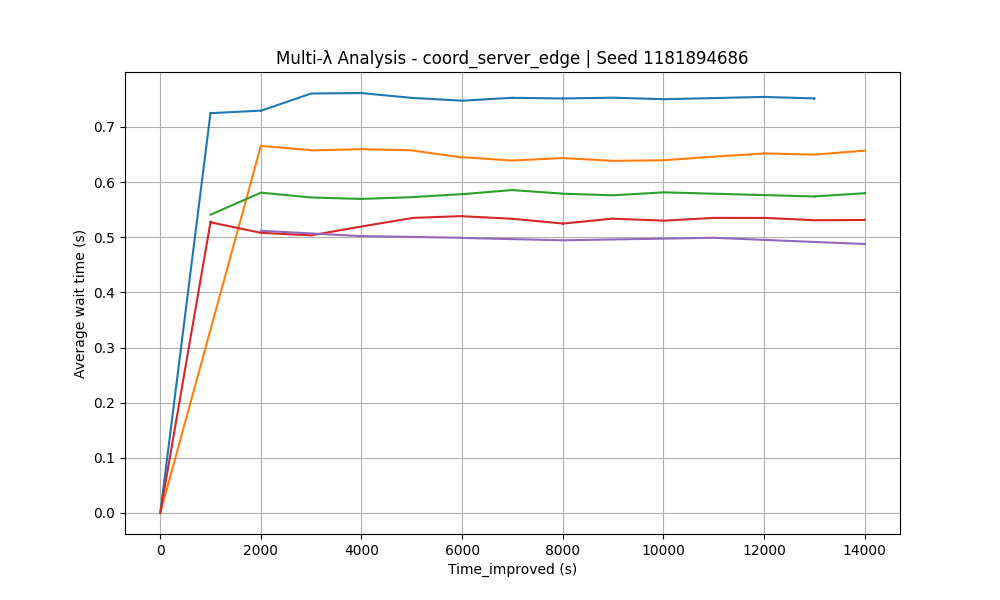 Multi-λ Analysis - coord_server_edge | Seed 1181894686
Average wait time (s)
0.7
0.6
0.5
0.4
0.3
0.2
0.1
0.0
0 2000 4000 6000 8000 10000 12000 14000
Time_improved (s)